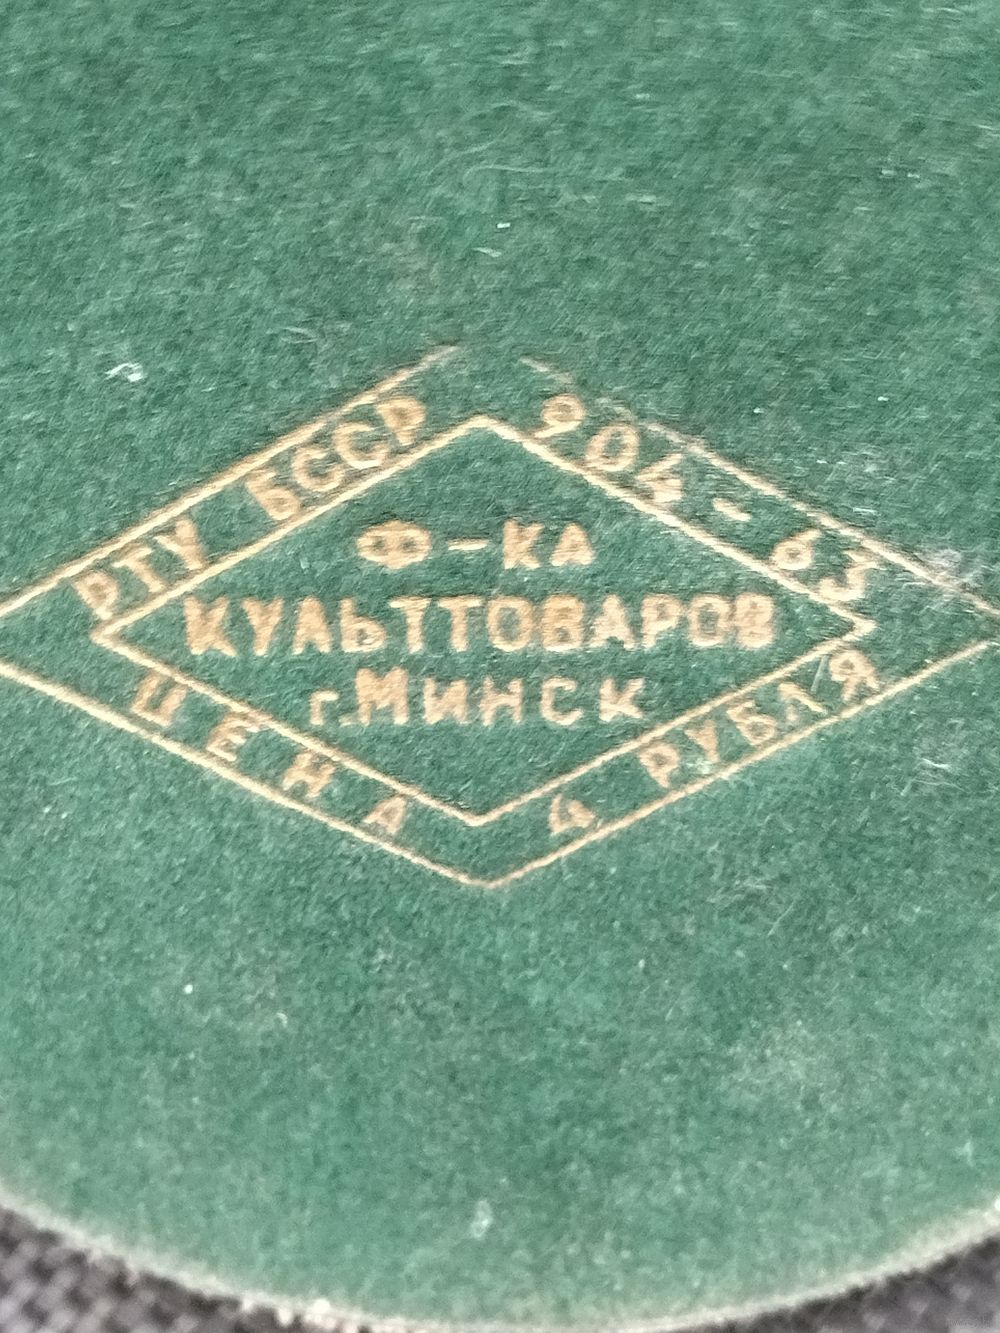 РТУ БССР 904-63
Ф-КА
КУЛЬТТОВАРОВ
г. МИНСК
ЦЕНА 4 РУБЛЯ